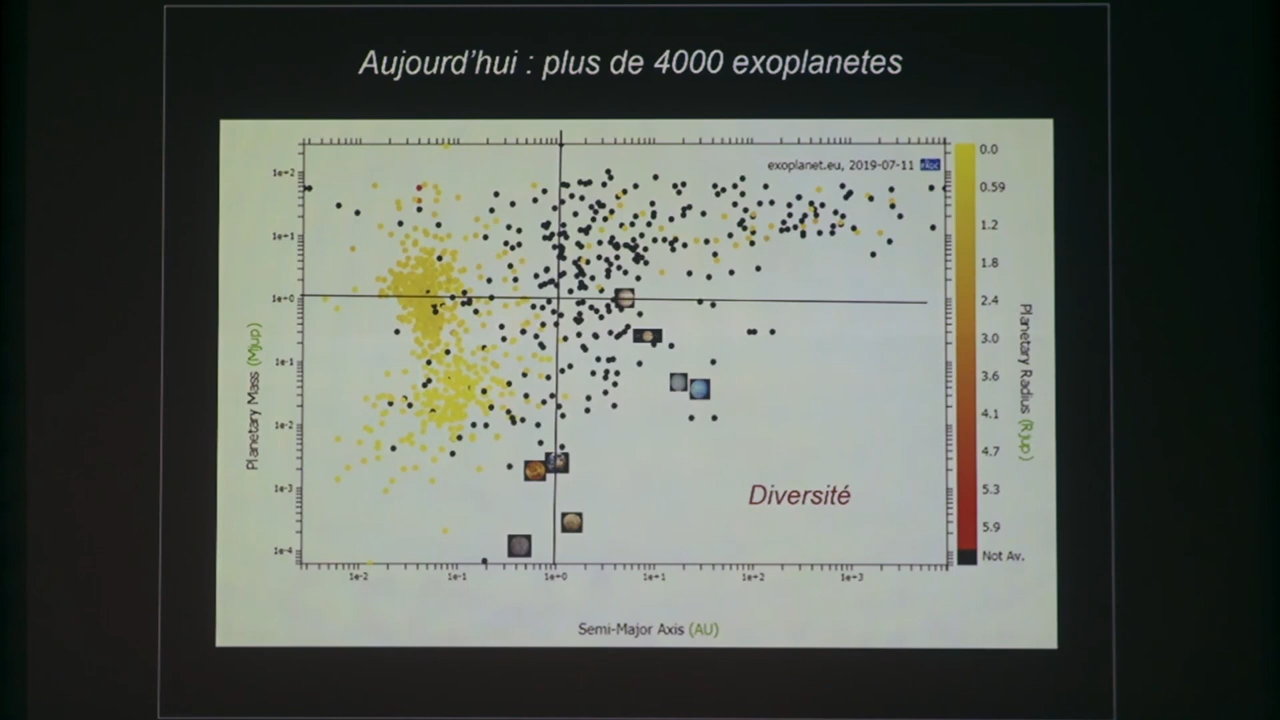 Aujourd'hui : plus de 4000 exoplanetes
exoplanet.eu, 2019-07-11
1e+2
1e+1
1e+0
1e-1
1e-2
1e-3
1e-4
Planetary Mass (Mjup)
1e-2 1e-1 1e+0 1e+1 1e+2 1e+3
Semi-Major Axis (AU)
Diversité
0.0
0.59
1.2
1.8
2.4
3.0
3.6
4.1
4.7
5.3
5.9
Not Av.
Planetary Radius (Rjup)